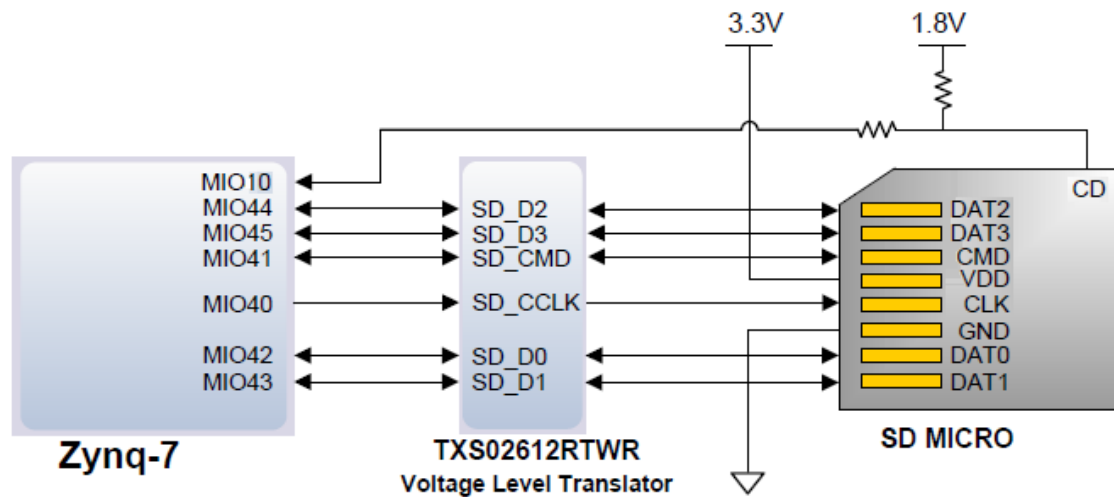 3.3V
1.8V
MIO10
MIO44
MIO45
MIO41
MIO40
MIO42
MIO43
Zynq-7
SD_D2
SD_D3
SD_CMD
SD_CCLK
SD_D0
SD_D1
TXS02612RTWR
Voltage Level Translator
CD
DAT2
DAT3
CMD
VDD
CLK
GND
DAT0
DAT1
SD MICRO